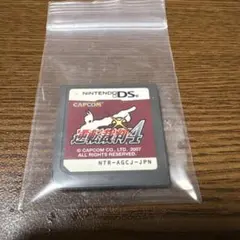 NINTENDO DS
CAPCOM
逆転裁判4
© CAPCOM CO., LTD. 2007
ALL RIGHTS RESERVED.
NTR-AGCJ-JPN